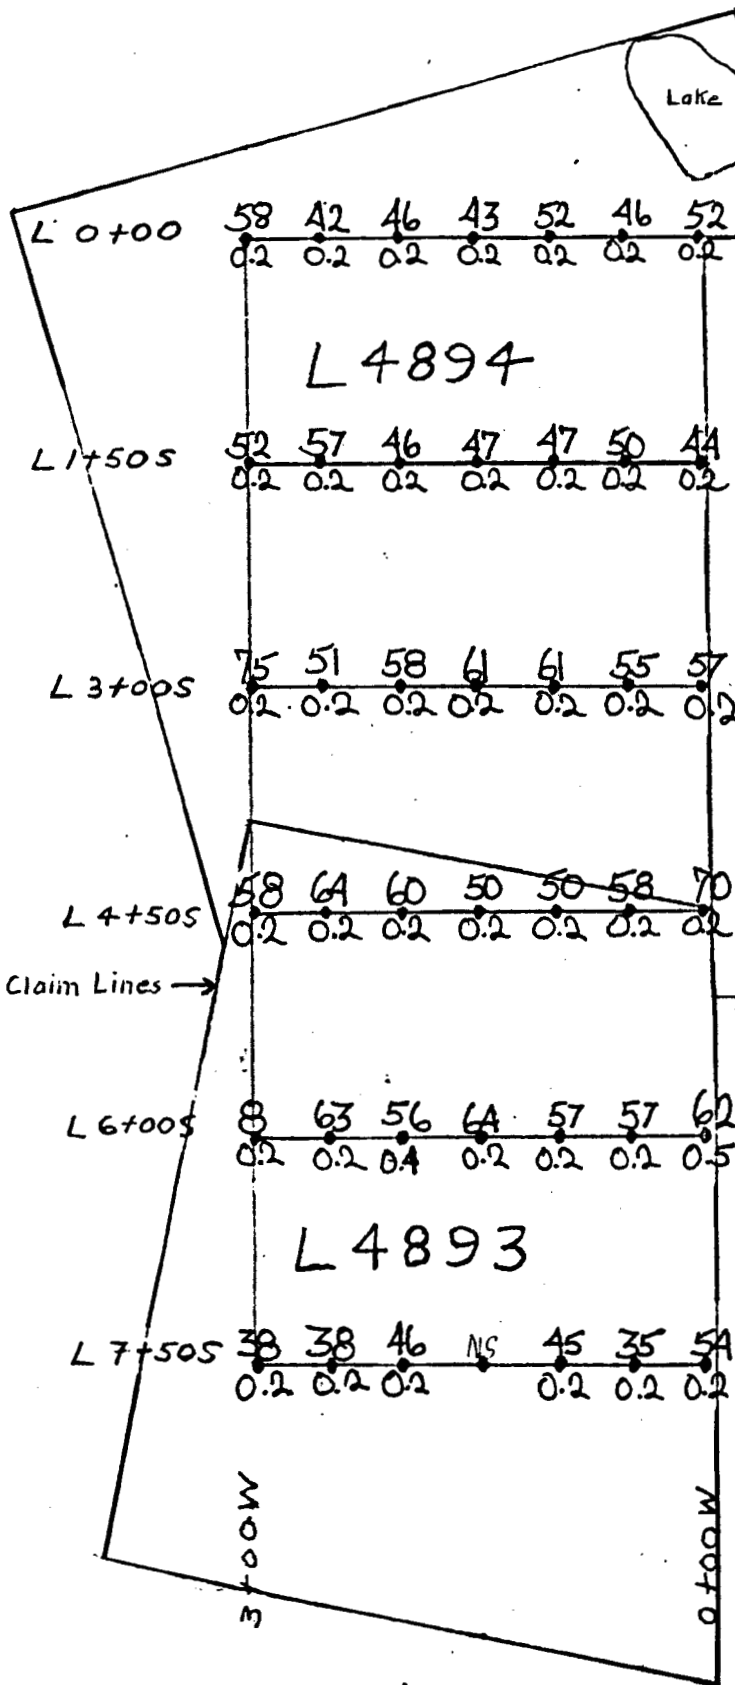 Lake
L 0+00 58 42 46 43 52 46 52
0.2 0.2 0.2 0.2 0.2 0.2 0.2
L 4894
L 1+50S 52 57 46 47 47 50 44
0.2 0.2 0.2 0.2 0.2 0.2 0.2
L 3+00S 75 51 58 61 61 55 57
0.2 0.2 0.2 0.2 0.2 0.2 0.2
L 4+50S 58 64 60 50 50 58 70
0.2 0.2 0.2 0.2 0.2 0.2 0.2
Claim Lines
L 6+00S 63 56 64 57 57 62
0.2 0.2 0.4 0.2 0.2 0.2 0.5
L 4893
L 7+50S 38 38 46 NS 45 35 54
0.2 0.2 0.2 0.2 0.2 0.2
3+00W
0+00W